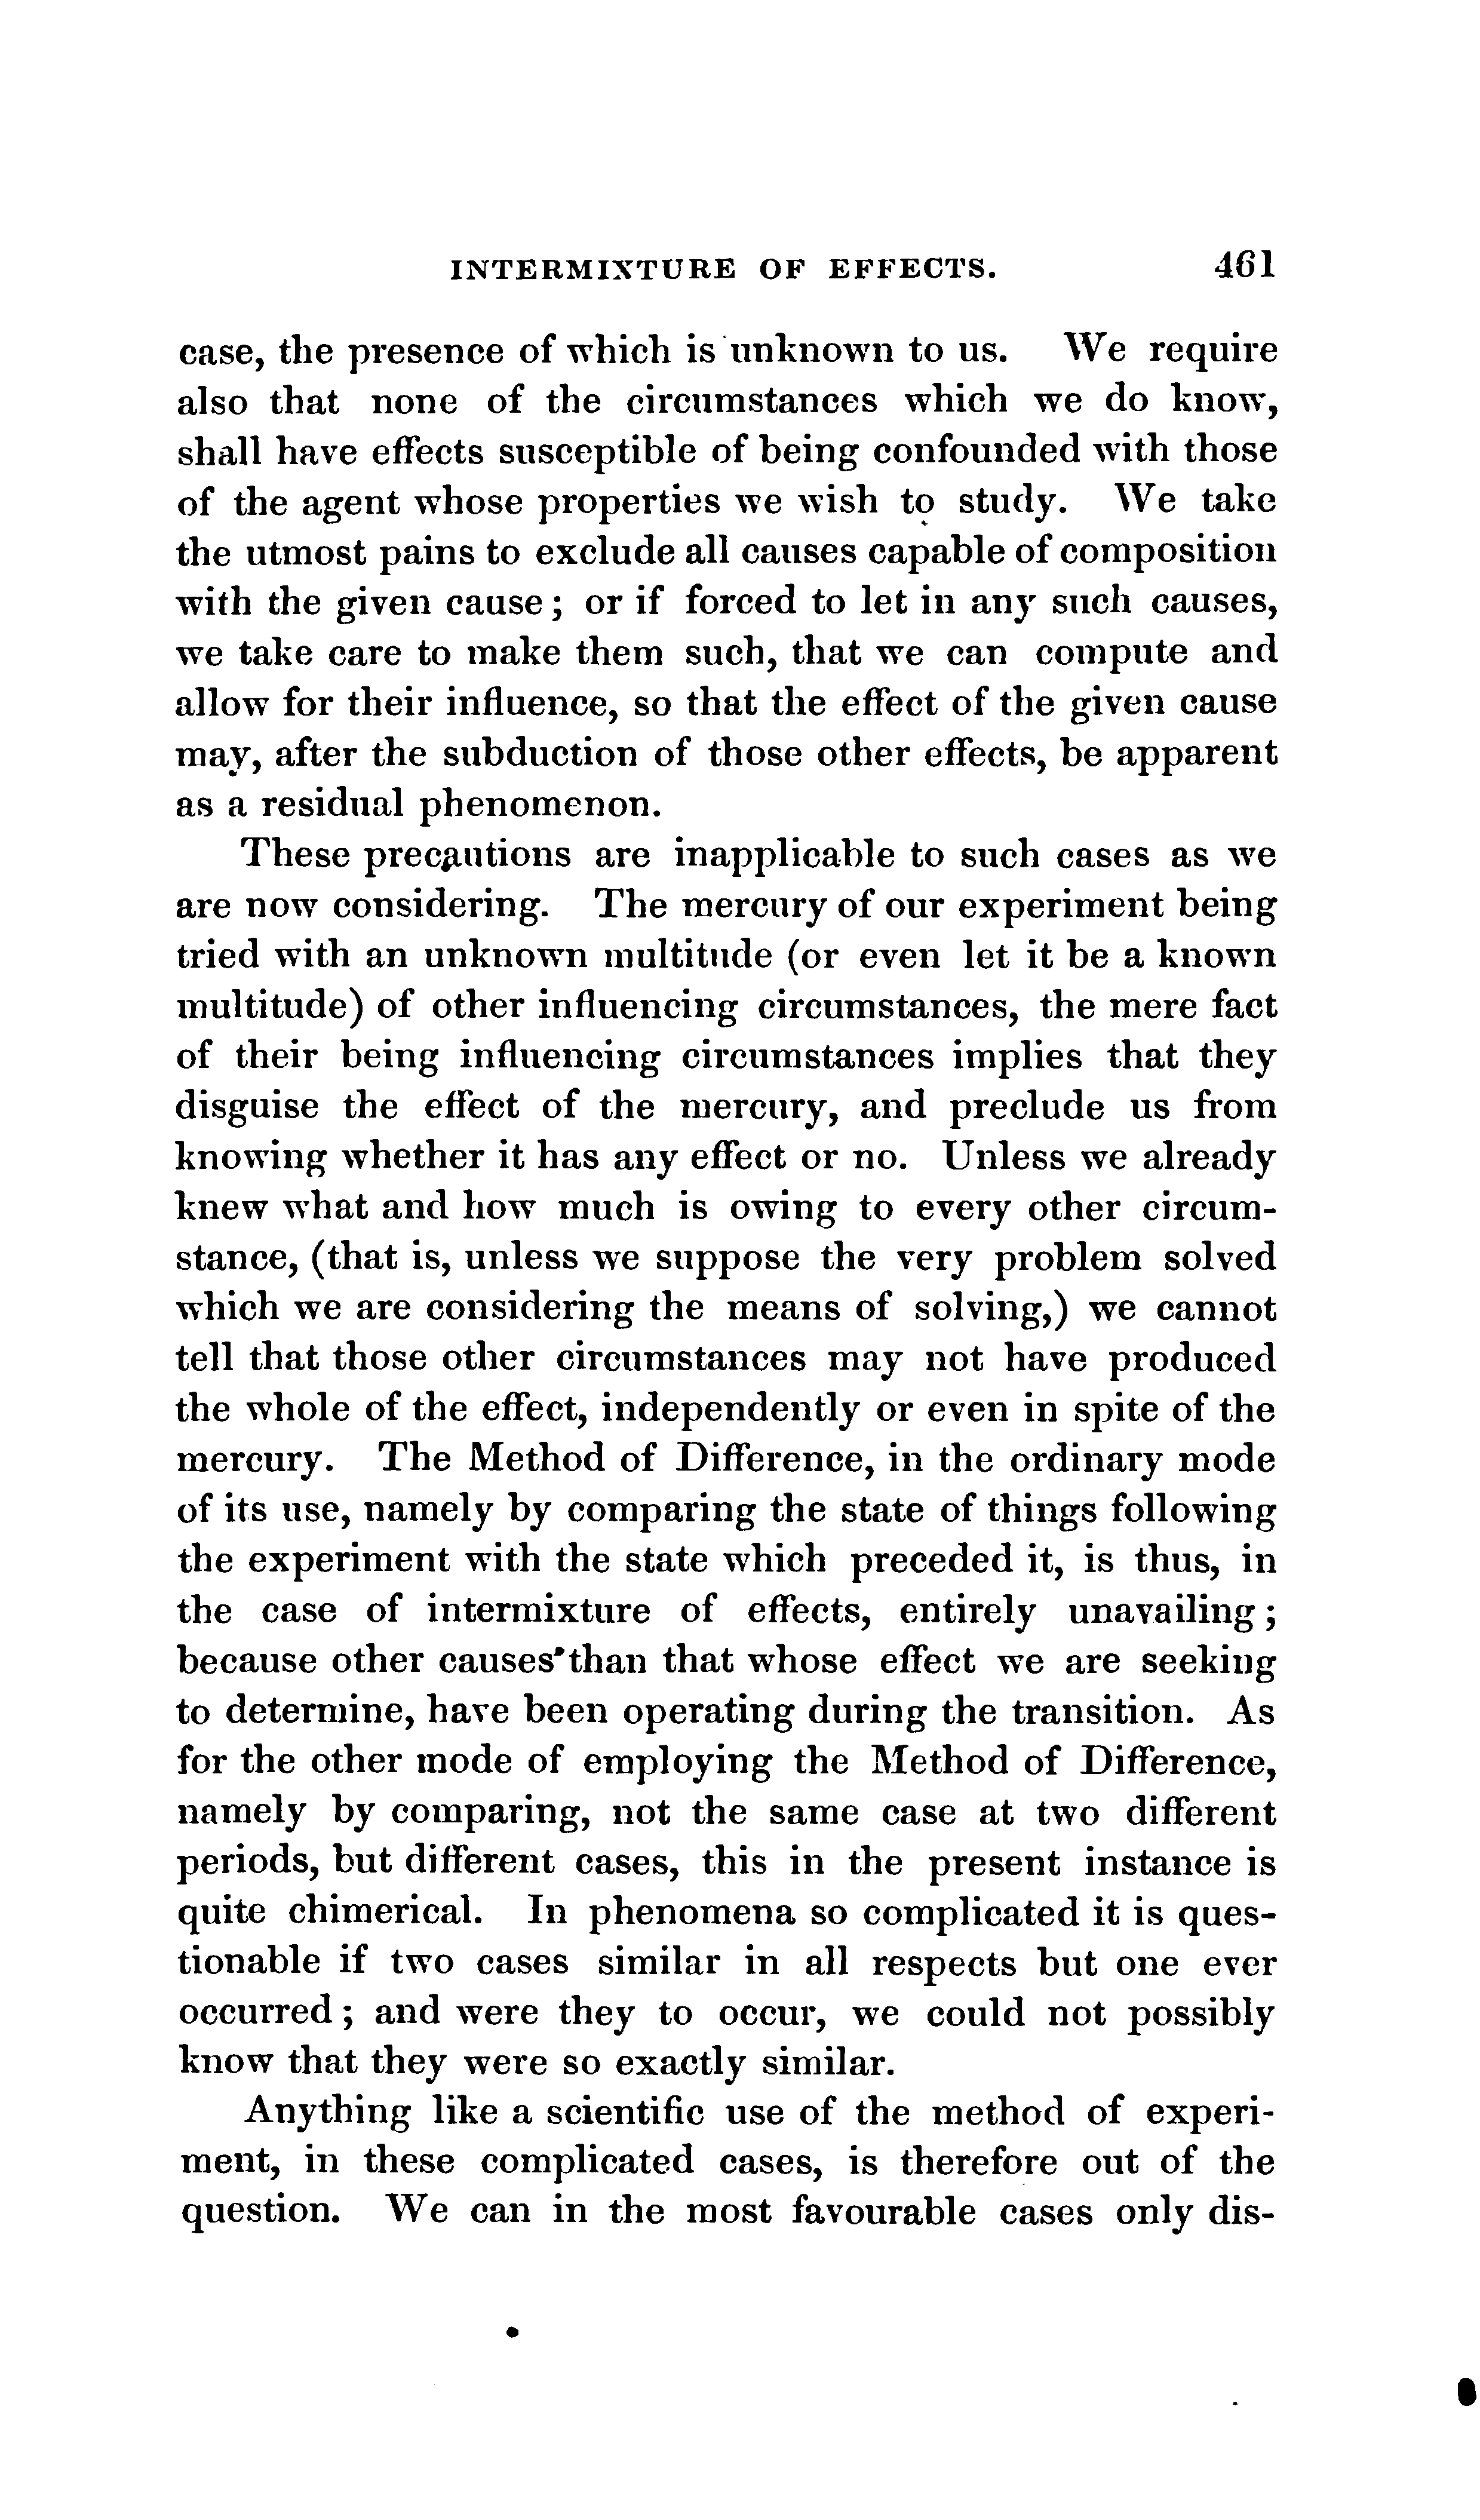 INTERMIXTURE OF EFFECTS. 461
case, the presence of which is unknown to us. We require
also that none of the circumstances which we do know,
shall have effects susceptible of being confounded with those
of the agent whose properties we wish to study. We take
the utmost pains to exclude all causes capable of composition
with the given cause; or if forced to let in any such causes,
we take care to make them such, that we can compute and
allow for their influence, so that the effect of the given cause
may, after the subduction of those other effects, be apparent
as a residual phenomenon.
These precautions are inapplicable to such cases as we
are now considering. The mercury of our experiment being
tried with an unknown multitude (or even let it be a known
multitude) of other influencing circumstances, the mere fact
of their being influencing circumstances implies that they
disguise the effect of the mercury, and preclude us from
knowing whether it has any effect or no. Unless we already
knew what and how much is owing to every other circum-
stance, (that is, unless we suppose the very problem solved
which we are considering the means of solving,) we cannot
tell that those other circumstances may not have produced
the whole of the effect, independently or even in spite of the
mercury. The Method of Difference, in the ordinary mode
of its use, namely by comparing the state of things following
the experiment with the state which preceded it, is thus, in
the case of intermixture of effects, entirely unavailing;
because other causes than that whose effect we are seeking
to determine, have been operating during the transition. As
for the other mode of employing the Method of Difference,
namely by comparing, not the same case at two different
periods, but different cases, this in the present instance is
quite chimerical. In phenomena so complicated it is ques-
tionable if two cases similar in all respects but one ever
occurred; and were they to occur, we could not possibly
know that they were so exactly similar.
Anything like a scientific use of the method of experi-
ment, in these complicated cases, is therefore out of the
question. We can in the most favourable cases only dis-